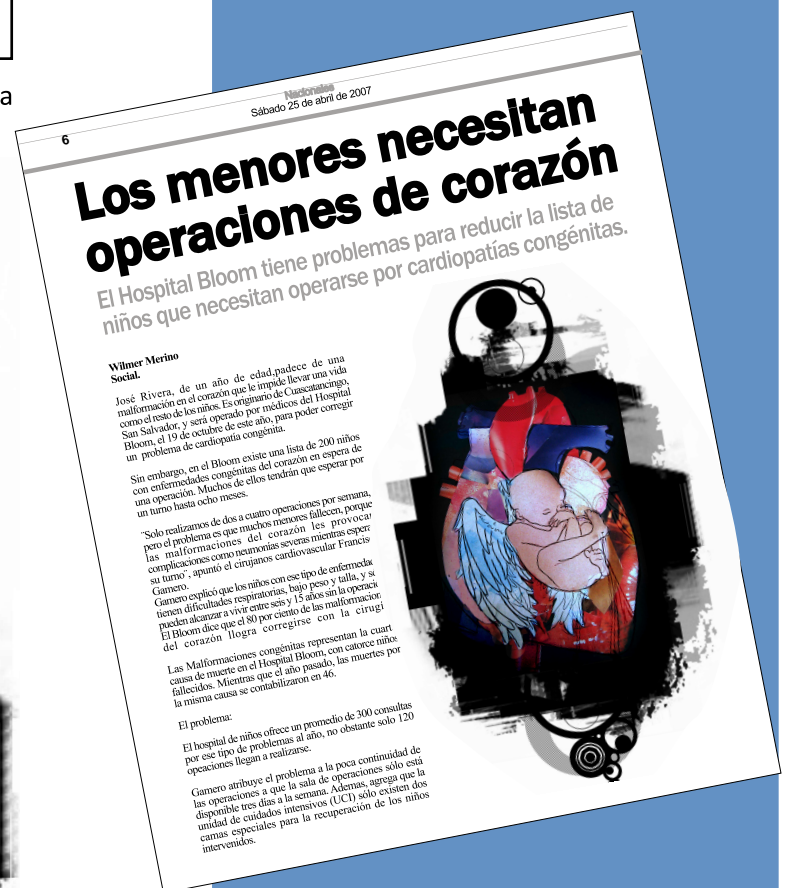 a
Nacionales
Sábado 25 de abril de 2007
6
Los menores necesitan
operaciones de corazón
El Hospital Bloom tiene problemas para reducir la lista de
niños que necesitan operarse por cardiopatías congénitas.
Wilmer Merino
Social.
José Rivera, de un año de edad,padece de una
malformación en el corazón que le impide llevar una vida
como el resto de los niños. Es originario de Cuascatancingo,
San Salvador, y será operado por médicos del Hospital
Bloom, el 19 de octubre de este año, para poder corregir
un problema de cardiopatía congénita.
Sin embargo, en el Bloom existe una lista de 200 niños
con enfermedades congénitas del corazón en espera de
una operación. Muchos de ellos tendrán que esperar por
un turno hasta ocho meses.
¨Solo realizamos de dos a cuatro operaciones por semana,
pero el problema es que muchos menores fallecen, porque
las malformaciones del corazón les provocan
complicaciones como neumonias severas mientras esper
su turno¨, apuntó el cirujanos cardiovascular Francis
Gamero.
Gamero explicó que los niños con ese tipo de enfermedad
tienen dificultades respiratorias, bajo peso y talla, y s
pueden alcanzar a vivir entre seis y 15 años sin la operació
El Bloom dice que el 80 por ciento de las malformacion
del corazón llogra corregirse con la cirugí
Las Malformaciones congénitas representan la cuart
causa de muerte en el Hospital Bloom, con catorce niños
fallecidos. Mientras que el año pasado, las muertes por
la misma causa se contabilizaron en 46.
El problema:
El hospital de niños ofrece un promedio de 300 consultas
por ese tipo de problemas al año, no obstante solo 120
opeaciones llegan a realizarse.
Gamero atribuye el problema a la poca continuidad de
las operaciones a que la sala de operaciones sólo está
disponible tres días a la semana. Ademas, agrega que la
unidad de cuidados intensivos (UCI) sólo existen dos
camas especiales para la recuperación de los niños
intervenidos.